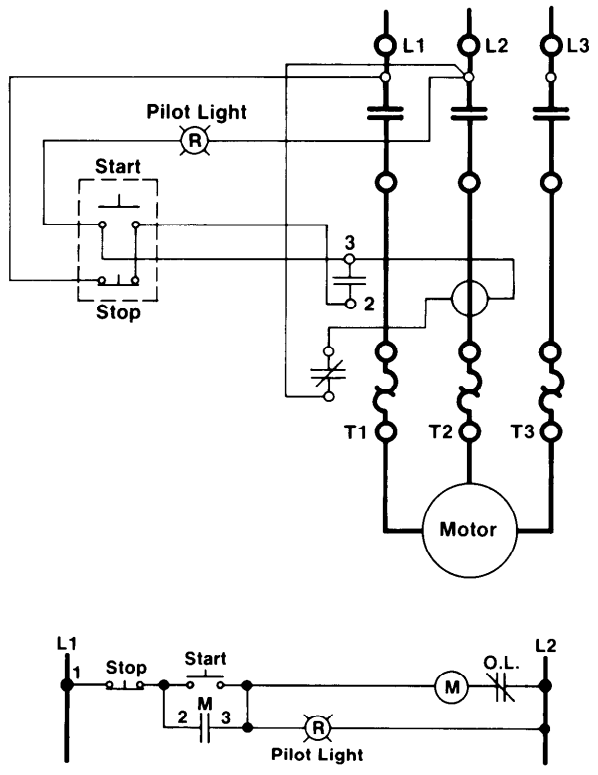 L1 L2 L3
Pilot Light
R
Start
3
2
Stop
T1 T2 T3
Motor
L1 L2
1 Stop Start O.L.
M
M
2 3
R
Pilot Light